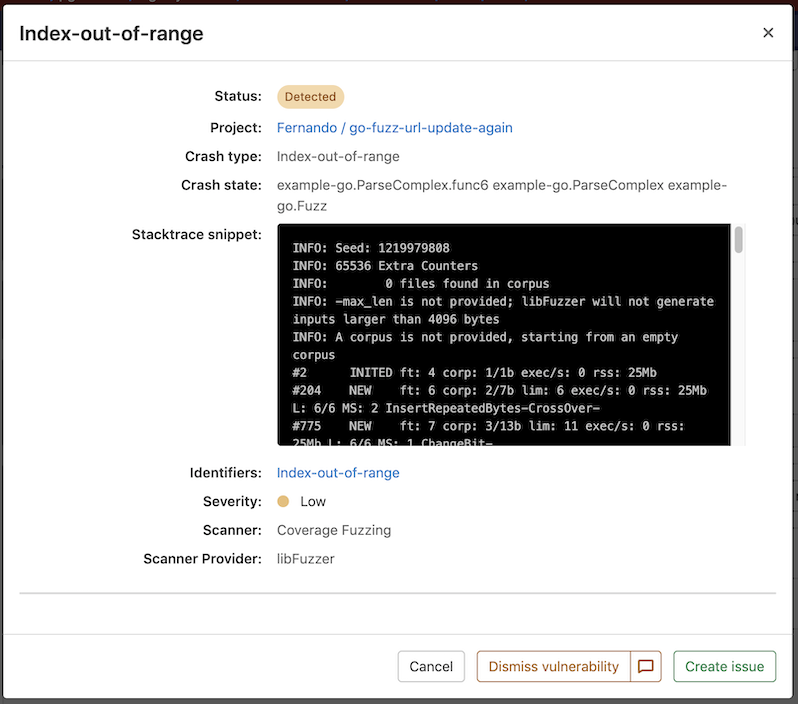 Index-out-of-range
Status: Detected
Project: Fernando / go-fuzz-url-update-again
Crash type: Index-out-of-range
Crash state: example-go.ParseComplex.func6 example-go.ParseComplex example-
go.Fuzz
Stacktrace snippet:
INFO: Seed: 1219979808
INFO: 65536 Extra Counters
INFO:        0 files found in corpus
INFO: -max_len is not provided; libFuzzer will not generate
inputs larger than 4096 bytes
INFO: A corpus is not provided, starting from an empty
corpus
#2      INITED ft: 4 corp: 1/1b exec/s: 0 rss: 25Mb
#204    NEW    ft: 6 corp: 2/7b lim: 6 exec/s: 0 rss: 25Mb
L: 6/6 MS: 2 InsertRepeatedBytes-CrossOver-
#775    NEW    ft: 7 corp: 3/13b lim: 11 exec/s: 0 rss:
25Mb L: 6/6 MS: 1 ChangeBit-
Identifiers: Index-out-of-range
Severity: Low
Scanner: Coverage Fuzzing
Scanner Provider: libFuzzer
Cancel
Dismiss vulnerability
Create issue